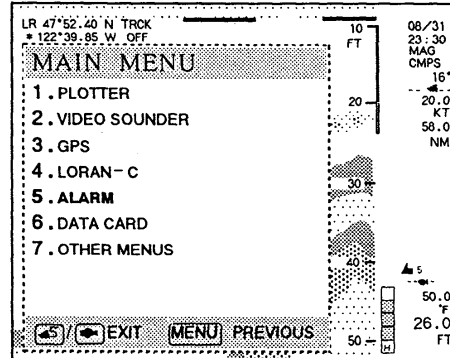 LR 47°52.40 N TRCK
* 122°39.85 W OFF
MAIN MENU
1.PLOTTER
2.VIDEO SOUNDER
3.GPS
4.LORAN-C
5.ALARM
6.DATA CARD
7.OTHER MENUS
/ EXIT MENU PREVIOUS
10
FT
20
30
40
50
08/31
23:30
MAG
CMPS
16°
20.0
KT
58.0
NM
5
50.0
°F
26.0
FT
H